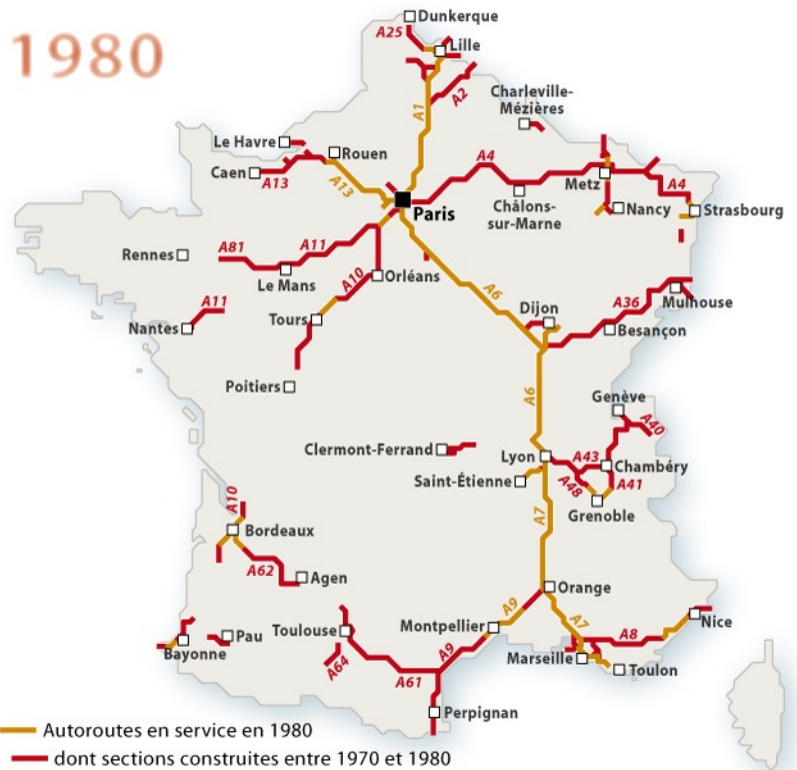 1980
Dunkerque
A25
Lille
A2
A1
Charleville-
Mézières
Le Havre
Rouen
Caen
A13
A13
A4
Metz
A4
Châlons-
sur-Marne
Nancy
Strasbourg
Paris
Rennes
A81
A11
Le Mans
A10
Orléans
A6
A11
Nantes
Tours
Dijon
A36
Mulhouse
Besançon
Poitiers
A6
Genève
A40
Clermont-Ferrand
Lyon
A43
Chambéry
Saint-Étienne
A48
A41
Grenoble
A10
A7
Bordeaux
A62
Agen
Orange
Bayonne
Pau
Toulouse
A64
A61
A9
Montpellier
A9
A7
A8
Nice
Marseille
Toulon
Perpignan
Autoroutes en service en 1980
dont sections construites entre 1970 et 1980